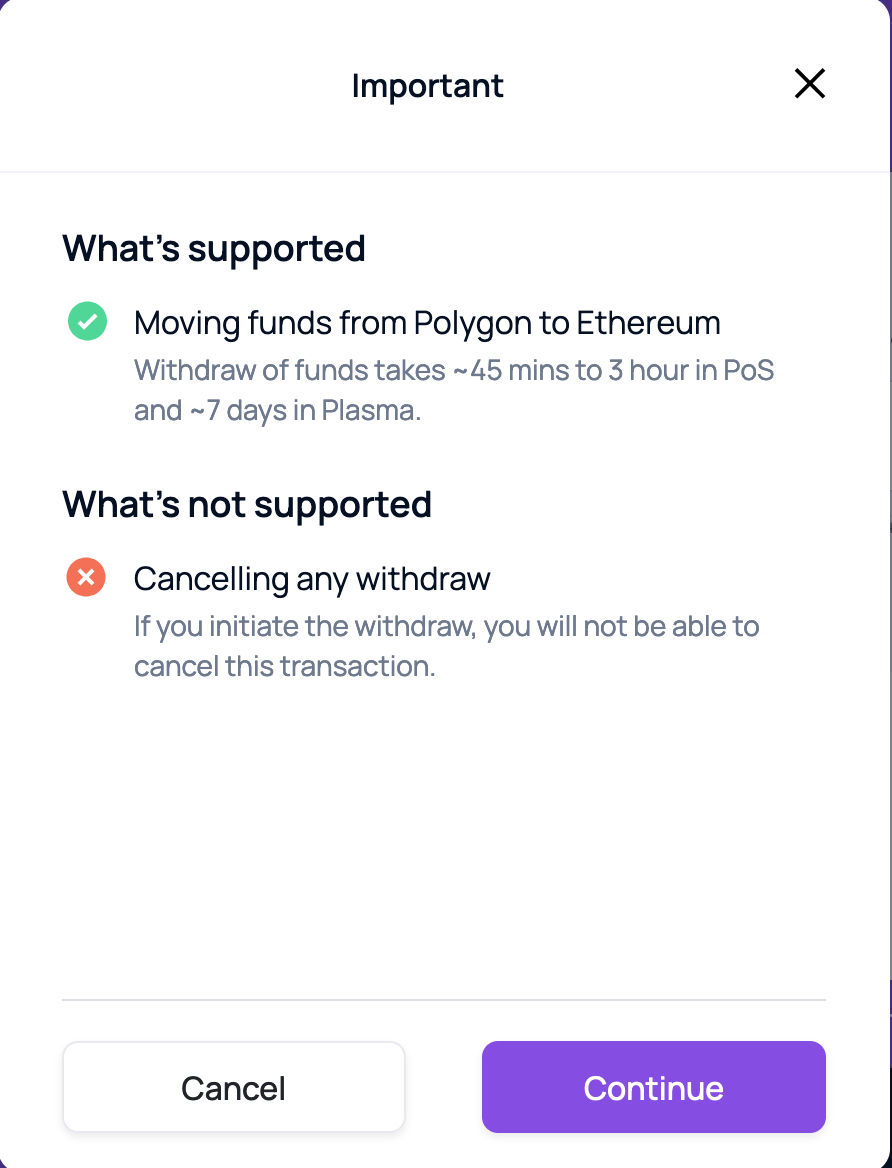 Important
What's supported
Moving funds from Polygon to Ethereum
Withdraw of funds takes ~45 mins to 3 hour in PoS
and ~7 days in Plasma.
What's not supported
Cancelling any withdraw
If you initiate the withdraw, you will not be able to
cancel this transaction.
Cancel
Continue